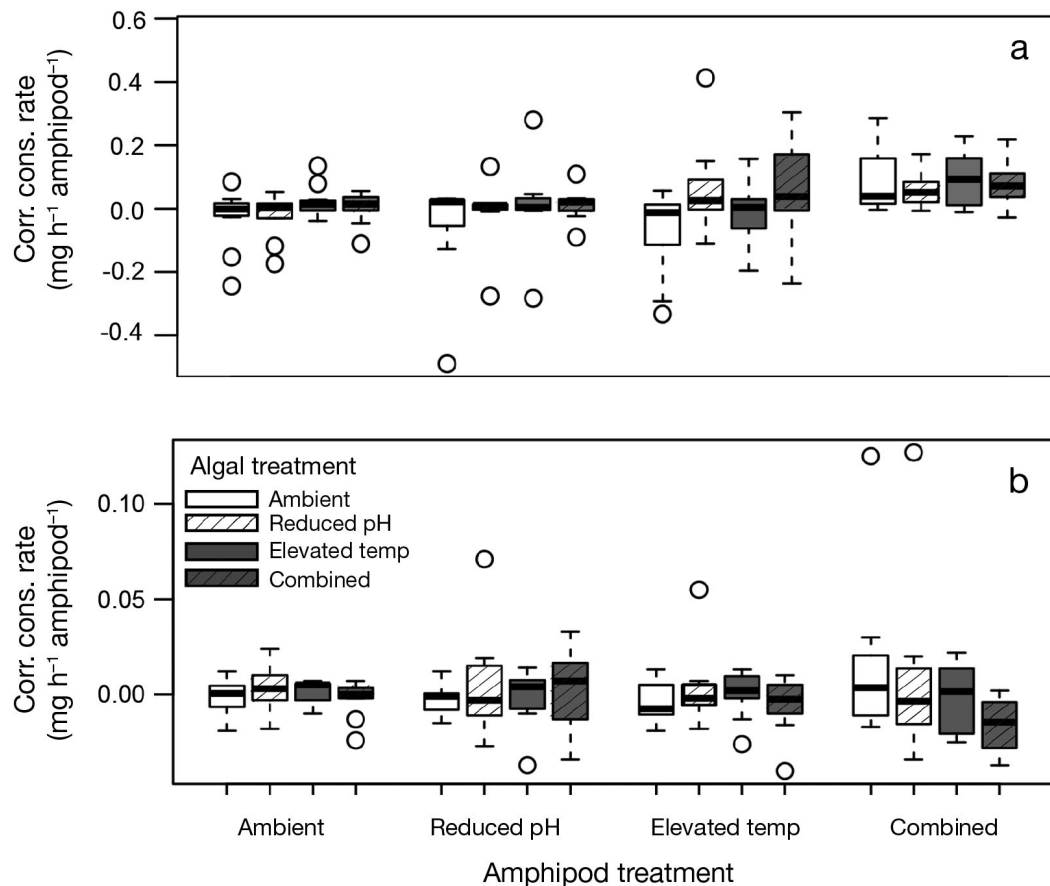 a
Corr. cons. rate
(mg h⁻¹ amphipod⁻¹)
0.6
0.4
0.2
0.0
-0.2
-0.4
b
Corr. cons. rate
(mg h⁻¹ amphipod⁻¹)
0.10
0.05
0.00
Algal treatment
Ambient
Reduced pH
Elevated temp
Combined
Ambient Reduced pH Elevated temp Combined
Amphipod treatment